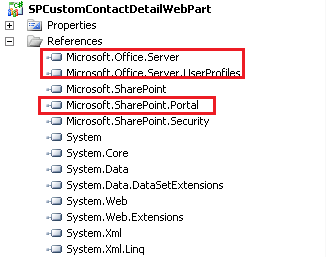 SPCustomContactDetailWebPart
Properties
References
Microsoft.Office.Server
Microsoft.Office.Server.UserProfiles
Microsoft.SharePoint
Microsoft.SharePoint.Portal
Microsoft.SharePoint.Security
System
System.Core
System.Data
System.Data.DataSetExtensions
System.Web
System.Web.Extensions
System.Xml
System.Xml.Linq